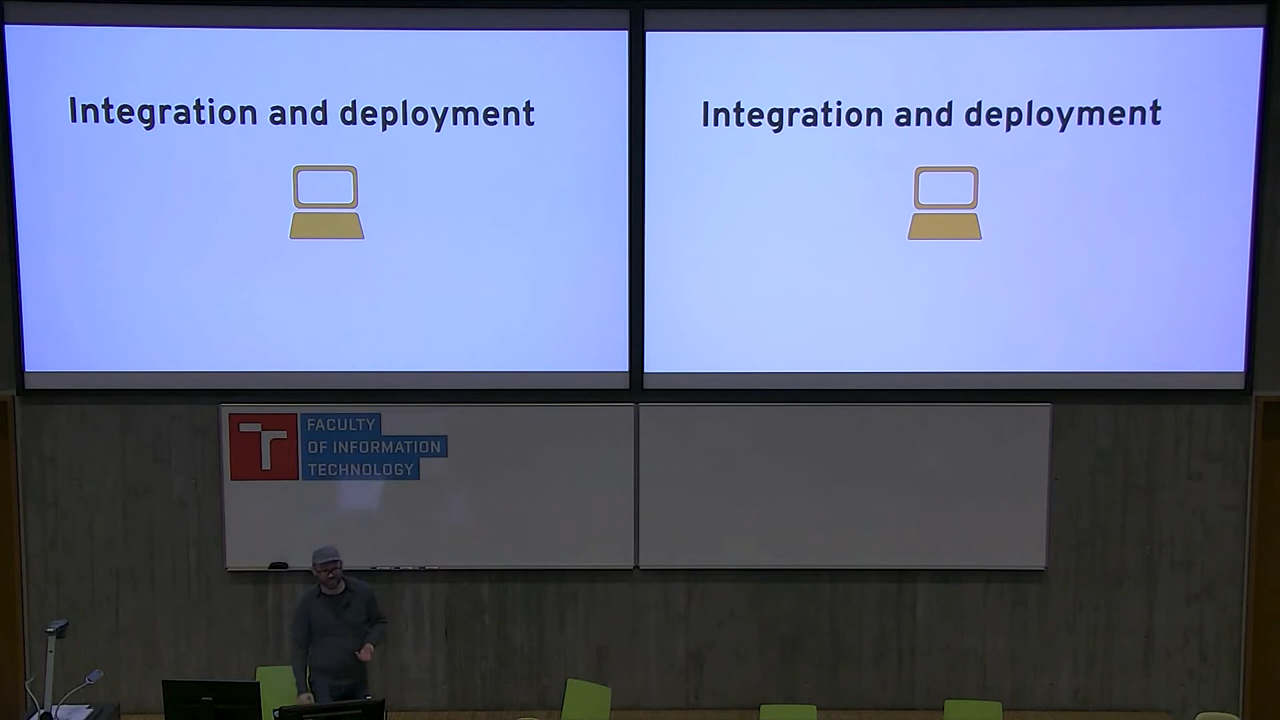 Integration and deployment
Integration and deployment
FACULTY
OF INFORMATION
TECHNOLOGY